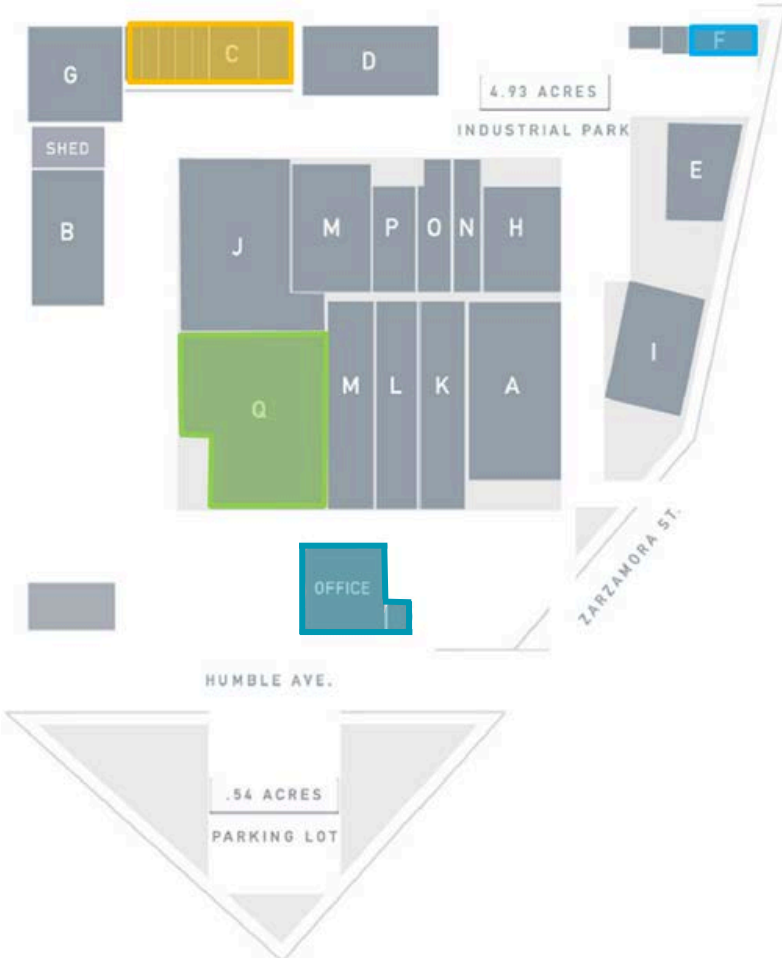 C
F
G
D
4.93 ACRES
INDUSTRIAL PARK
SHED
E
B
J
M
P
O
N
H
I
Q
M
L
K
A
ZARZAMORA ST.
OFFICE
HUMBLE AVE.
.54 ACRES
PARKING LOT